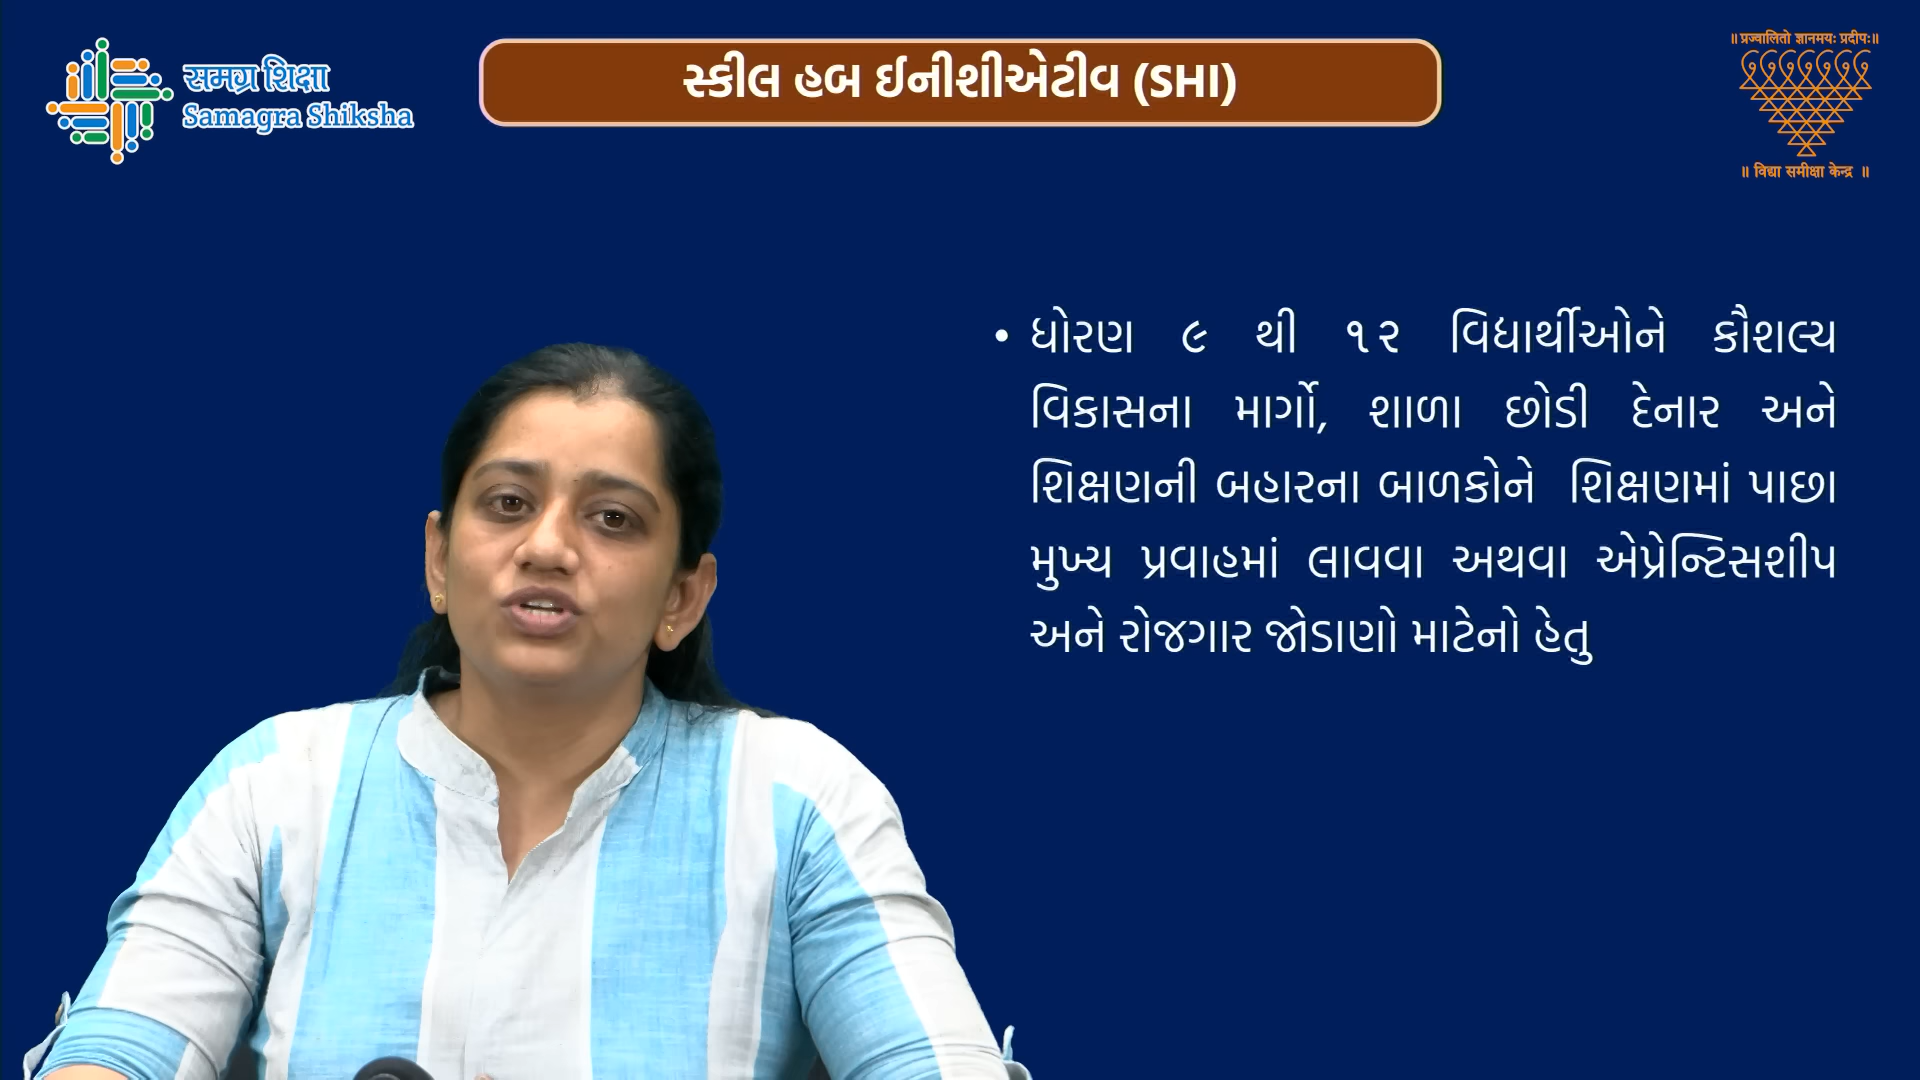 समग्र शिक्षा
Samagra Shiksha
સ્કીલ હબ ઈનીશીએટીવ (SHI)
॥ प्रज्वालितो ज्ञानमयः प्रदीपः॥
॥ विद्या समीक्षा केन्द्र ॥
• ધોરણ ૯ થી ૧૨ વિદ્યાર્થીઓને કૌશલ્ય
વિકાસના માર્ગો, શાળા છોડી દેનાર અને
શિક્ષણની બહારના બાળકોને શિક્ષણમાં પાછા
મુખ્ય પ્રવાહમાં લાવવા અથવા એપ્રેન્ટિસશીપ
અને રોજગાર જોડાણો માટેનો હેતુ